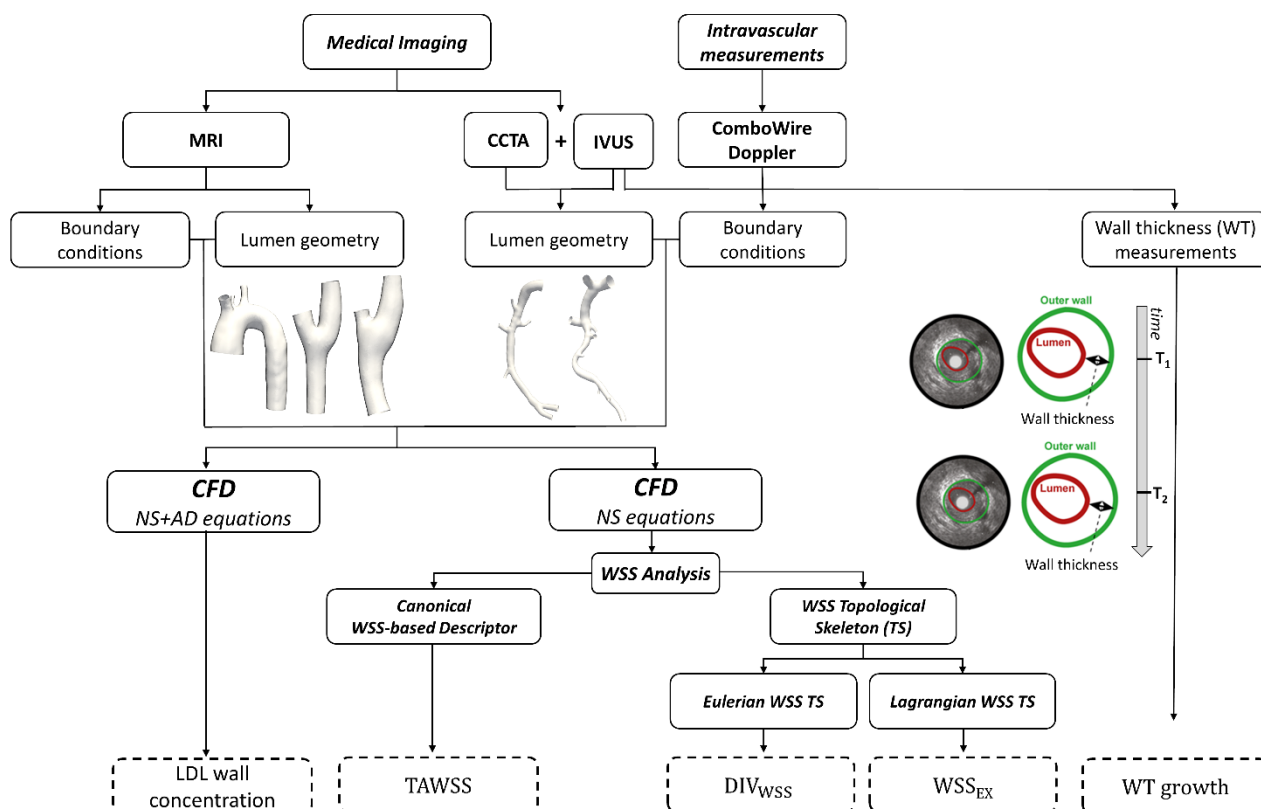 Medical Imaging
Intravascular
measurements
MRI
CCTA
+
IVUS
ComboWire
Doppler
Boundary
conditions
Lumen geometry
Lumen geometry
Boundary
conditions
Wall thickness (WT)
measurements
Outer wall
Lumen
Wall thickness
time
T₁
Outer wall
Lumen
Wall thickness
T₂
CFD
NS+AD equations
CFD
NS equations
WSS Analysis
Canonical
WSS-based Descriptor
WSS Topological
Skeleton (TS)
Eulerian WSS TS
Lagrangian WSS TS
LDL wall
concentration
TAWSS
DIV_WSS
WSS_EX
WT growth